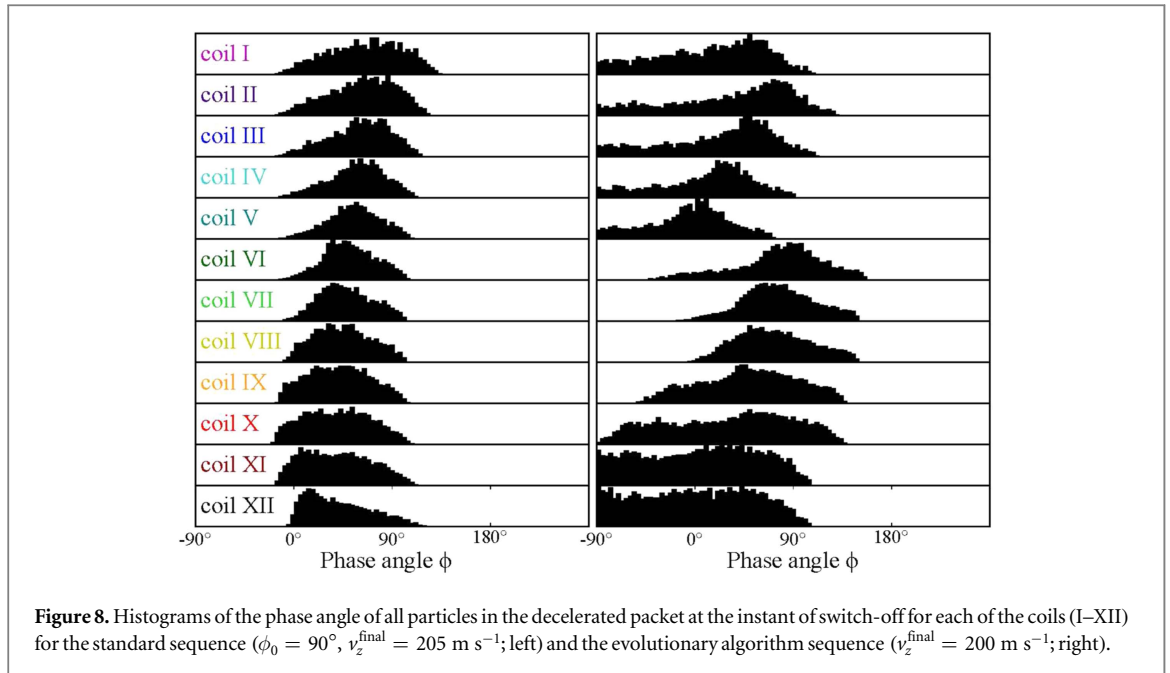 coil I
coil II
coil III
coil IV
coil V
coil VI
coil VII
coil VIII
coil IX
coil X
coil XI
coil XII
-90° 0° 90° 180° -90° 0° 90° 180°
Phase angle ϕ Phase angle ϕ
Figure 8. Histograms of the phase angle of all particles in the decelerated packet at the instant of switch-off for each of the coils (I–XII)
for the standard sequence (ϕ₀ = 90°, v_z^final = 205 m s⁻¹; left) and the evolutionary algorithm sequence (v_z^final = 200 m s⁻¹; right).